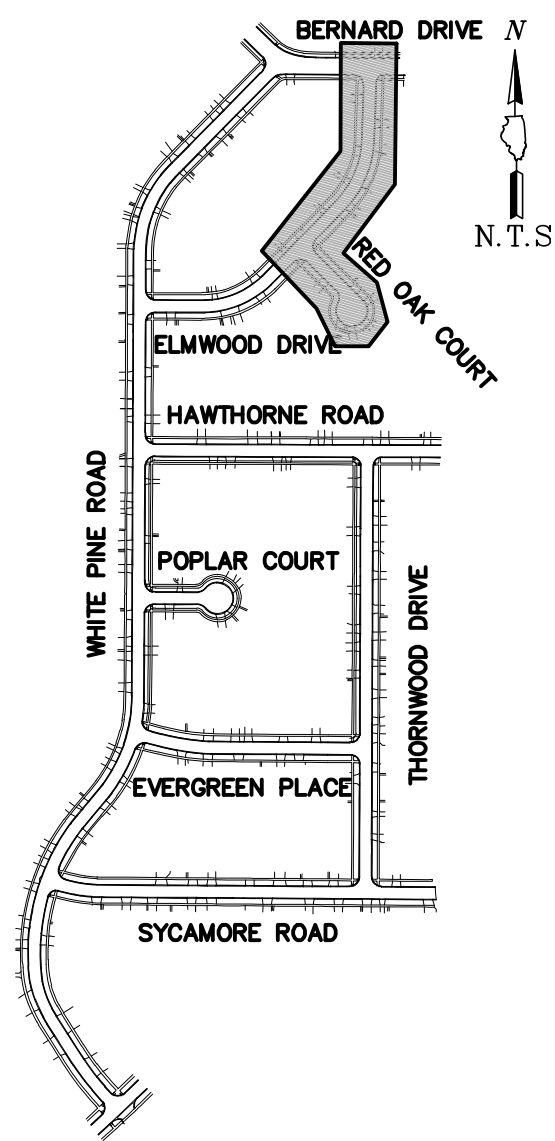 BERNARD DRIVE
N
N.T.S
RED OAK COURT
ELMWOOD DRIVE
HAWTHORNE ROAD
WHITE PINE ROAD
POPLAR COURT
THORNWOOD DRIVE
EVERGREEN PLACE
SYCAMORE ROAD